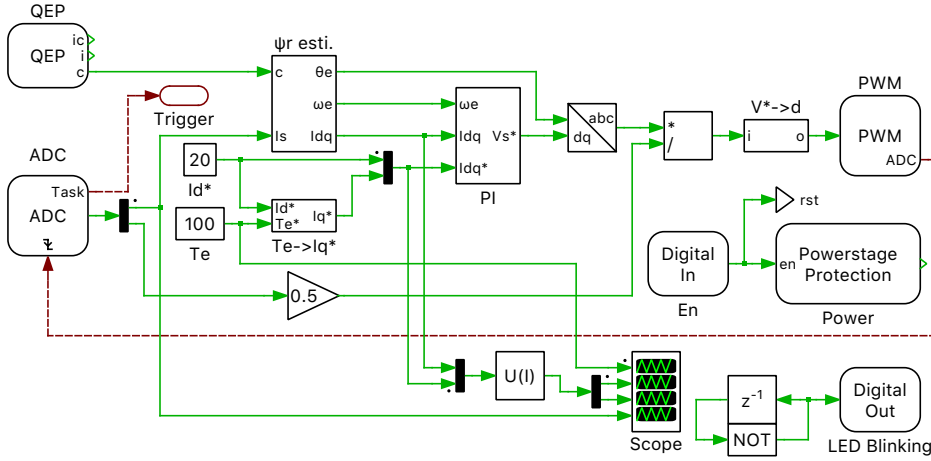 QEP
QEP
ic
i
c
Trigger
ψr esti.
c
θe
ωe
Is
Idq
ωe
Idq
Idq*
Vs*
PI
abc
dq
*
/
V*->d
i
o
PWM
PWM
ADC
ADC
Task
ADC
20
Id*
100
Te
Id*
Te*
Iq*
Te->Iq*
0.5
rst
Digital
In
En
en
Powerstage
Protection
Power
U(I)
Scope
z-1
NOT
Digital
Out
LED Blinking